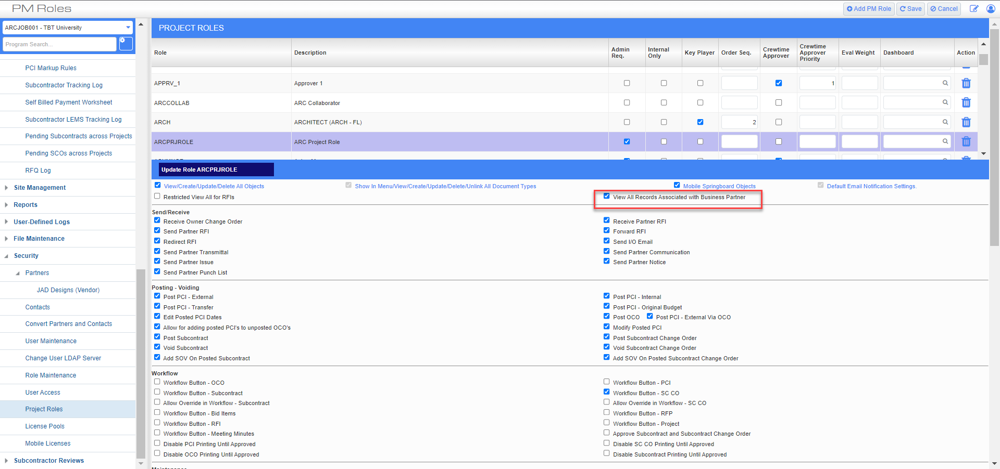 PM Roles
Add PM Role
Save
Cancel
ARCJOB001 - TBT University
Program Search...
PCI Markup Rules
Subcontractor Tracking Log
Self Billed Payment Worksheet
Subcontractor LEMS Tracking Log
Pending Subcontracts across Projects
Pending SCOs across Projects
RFQ Log
Site Management
Reports
User-Defined Logs
File Maintenance
Security
Partners
JAD Designs (Vendor)
Contacts
Convert Partners and Contacts
User Maintenance
Change User LDAP Server
Role Maintenance
User Access
Project Roles
License Pools
Mobile Licenses
Subcontractor Reviews
PROJECT ROLES
Role
Description
Admin Req.
Internal Only
Key Player
Order Seq.
Crewtime Approver
Crewtime Approver Priority
Eval Weight
Dashboard
Action
APPRV_1 Approver 1 1
ARCCOLLAB ARC Collaborator
ARCH ARCHITECT (ARCH - FL) 2
ARCPRJROLE ARC Project Role
Update Role ARCPRJROLE
View/Create/Update/Delete All Objects
Show In Menu/View/Create/Update/Delete/Unlink All Document Types
Mobile Springboard Objects
Default Email Notification Settings.
Restricted View All for RFIs
View All Records Associated with Business Partner
Send/Receive
Receive Owner Change Order
Receive Partner RFI
Send Partner RFI
Forward RFI
Redirect RFI
Send I/O Email
Send Partner Transmittal
Send Partner Communication
Send Partner Issue
Send Partner Notice
Send Partner Punch List
Posting - Voiding
Post PCI - External
Post PCI - Internal
Post PCI - Transfer
Post PCI - Original Budget
Edit Posted PCI Dates
Post OCO
Post PCI - External Via OCO
Allow for adding posted PCI's to unposted OCO's
Modify Posted PCI
Post Subcontract
Post Subcontract Change Order
Void Subcontract
Void Subcontract Change Order
Add SOV On Posted Subcontract
Add SOV On Posted Subcontract Change Order
Workflow
Workflow Button - OCO
Workflow Button - PCI
Workflow Button - Subcontract
Workflow Button - SC CO
Allow Override in Workflow - Subcontract
Allow Override in Workflow - SC CO
Workflow Button - Bid Items
Workflow Button - RFP
Workflow Button - RFI
Workflow Button - Project
Workflow Button - Meeting Minutes
Approve Subcontract and Subcontract Change Order
Disable PCI Printing Until Approved
Disable SC CO Printing Until Approved
Disable OCO Printing Until Approved
Disable Subcontract Printing Until Approved